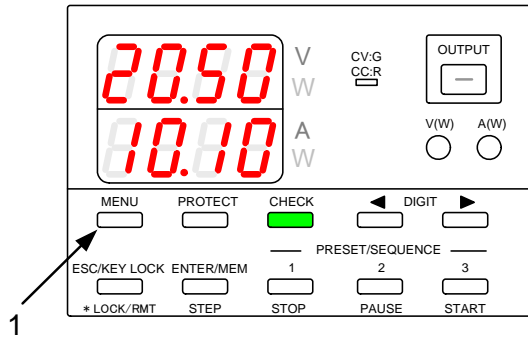 20.50 V
W
CV:G
CC:R
OUTPUT
10.10 A
W
V(W) A(W)
MENU PROTECT CHECK ◀ DIGIT ▶
PRESET/SEQUENCE
ESC/KEY LOCK ENTER/MEM 1 2 3
* LOCK/RMT STEP STOP PAUSE START
1